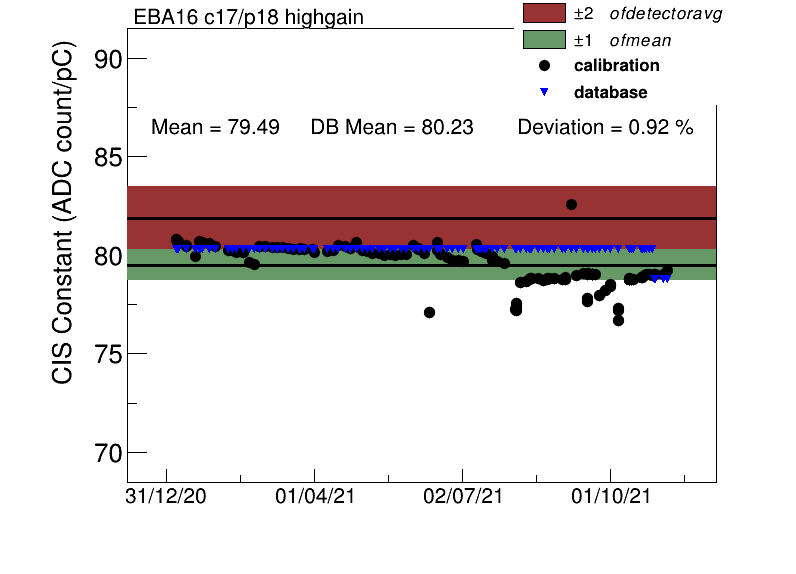 EBA16 c17/p18 highgain
±2 ofdetectoravg
±1 ofmean
calibration
database
Mean = 79.49 DB Mean = 80.23 Deviation = 0.92 %
CIS Constant (ADC count/pC)
90
85
80
75
70
31/12/20 01/04/21 02/07/21 01/10/21